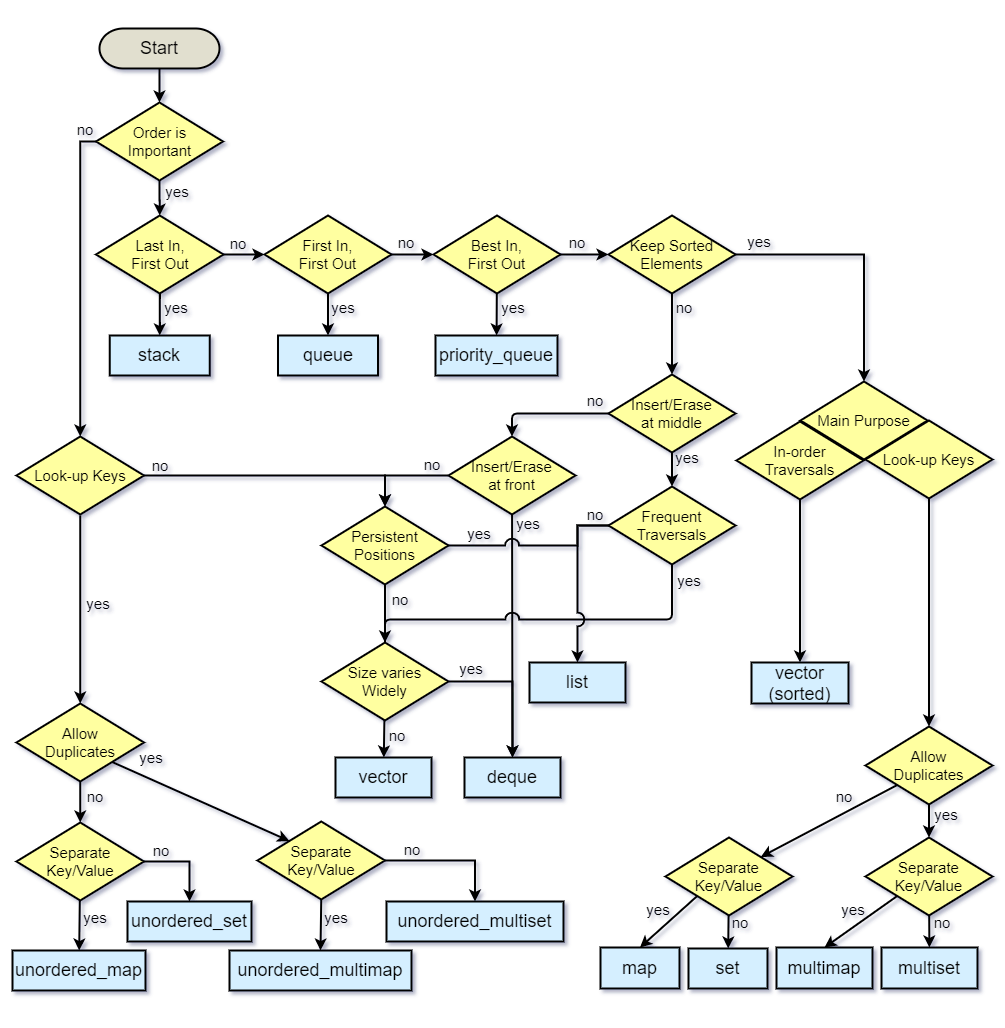 Start
no
Order is
Important
yes
Last In,
First Out
no
First In,
First Out
no
Best In,
First Out
no
Keep Sorted
Elements
yes
yes
yes
yes
no
stack
queue
priority_queue
no
Insert/Erase
at middle
Main Purpose
yes
In-order
Traversals
Look-up Keys
Look-up Keys
no
no
Insert/Erase
at front
yes
no
Frequent
Traversals
Persistent
Positions
yes
yes
no
yes
Size varies
Widely
yes
list
vector
(sorted)
no
vector
deque
Allow
Duplicates
yes
no
Allow
Duplicates
no
yes
Separate
Key/Value
no
Separate
Key/Value
no
Separate
Key/Value
Separate
Key/Value
yes
unordered_set
yes
unordered_multiset
yes
no
yes
no
unordered_map
unordered_multimap
map
set
multimap
multiset